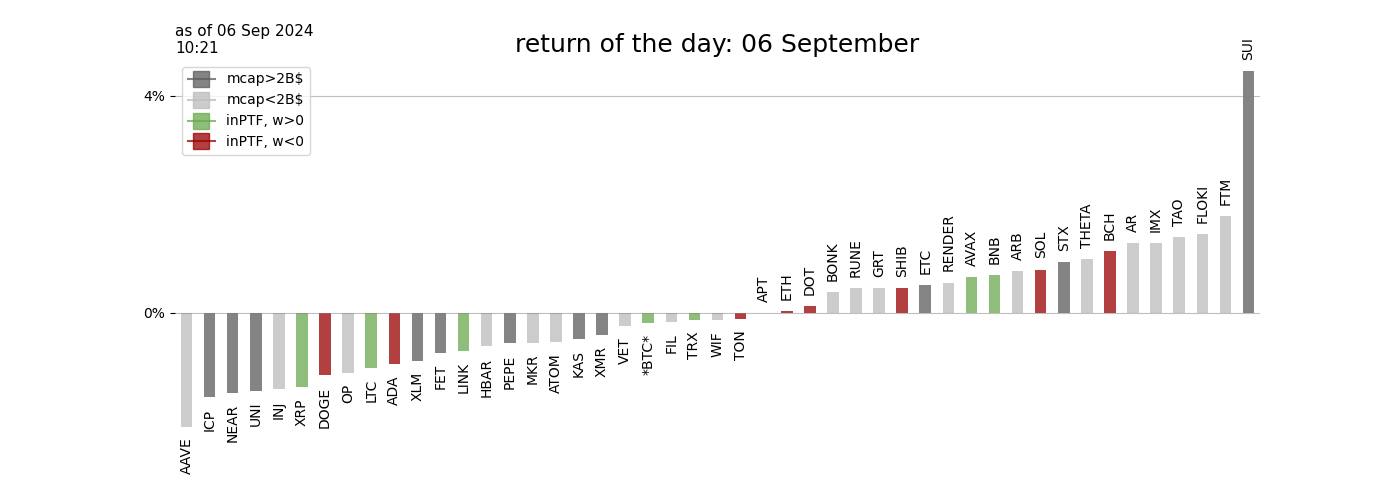 as of 06 Sep 2024
10:21
return of the day: 06 September
mcap>2B$
mcap<2B$
inPTF, w>0
inPTF, w<0
4%
0%
AAVE
ICP
NEAR
UNI
INJ
XRP
DOGE
OP
LTC
ADA
XLM
FET
LINK
HBAR
PEPE
MKR
ATOM
KAS
XMR
VET
*BTC*
FIL
TRX
WIF
TON
APT
ETH
DOT
BONK
RUNE
GRT
SHIB
ETC
RENDER
AVAX
BNB
ARB
SOL
STX
THETA
BCH
AR
IMX
TAO
FLOKI
FTM
SUI